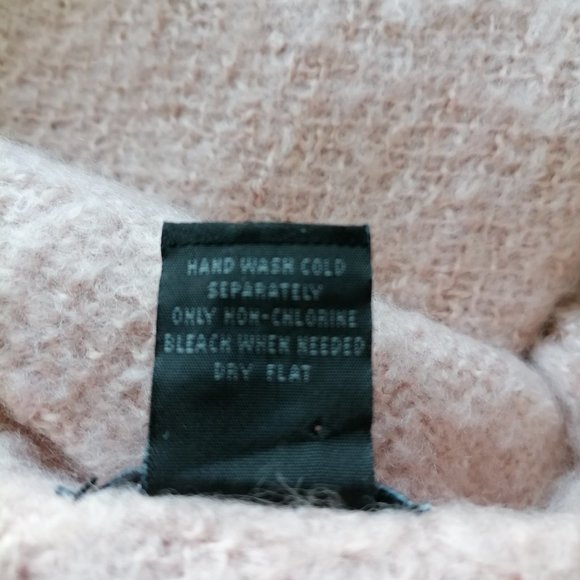 HAND WASH COLD
SEPARATELY
ONLY NON-CHLORINE
BLEACH WHEN NEEDED
DRY FLAT